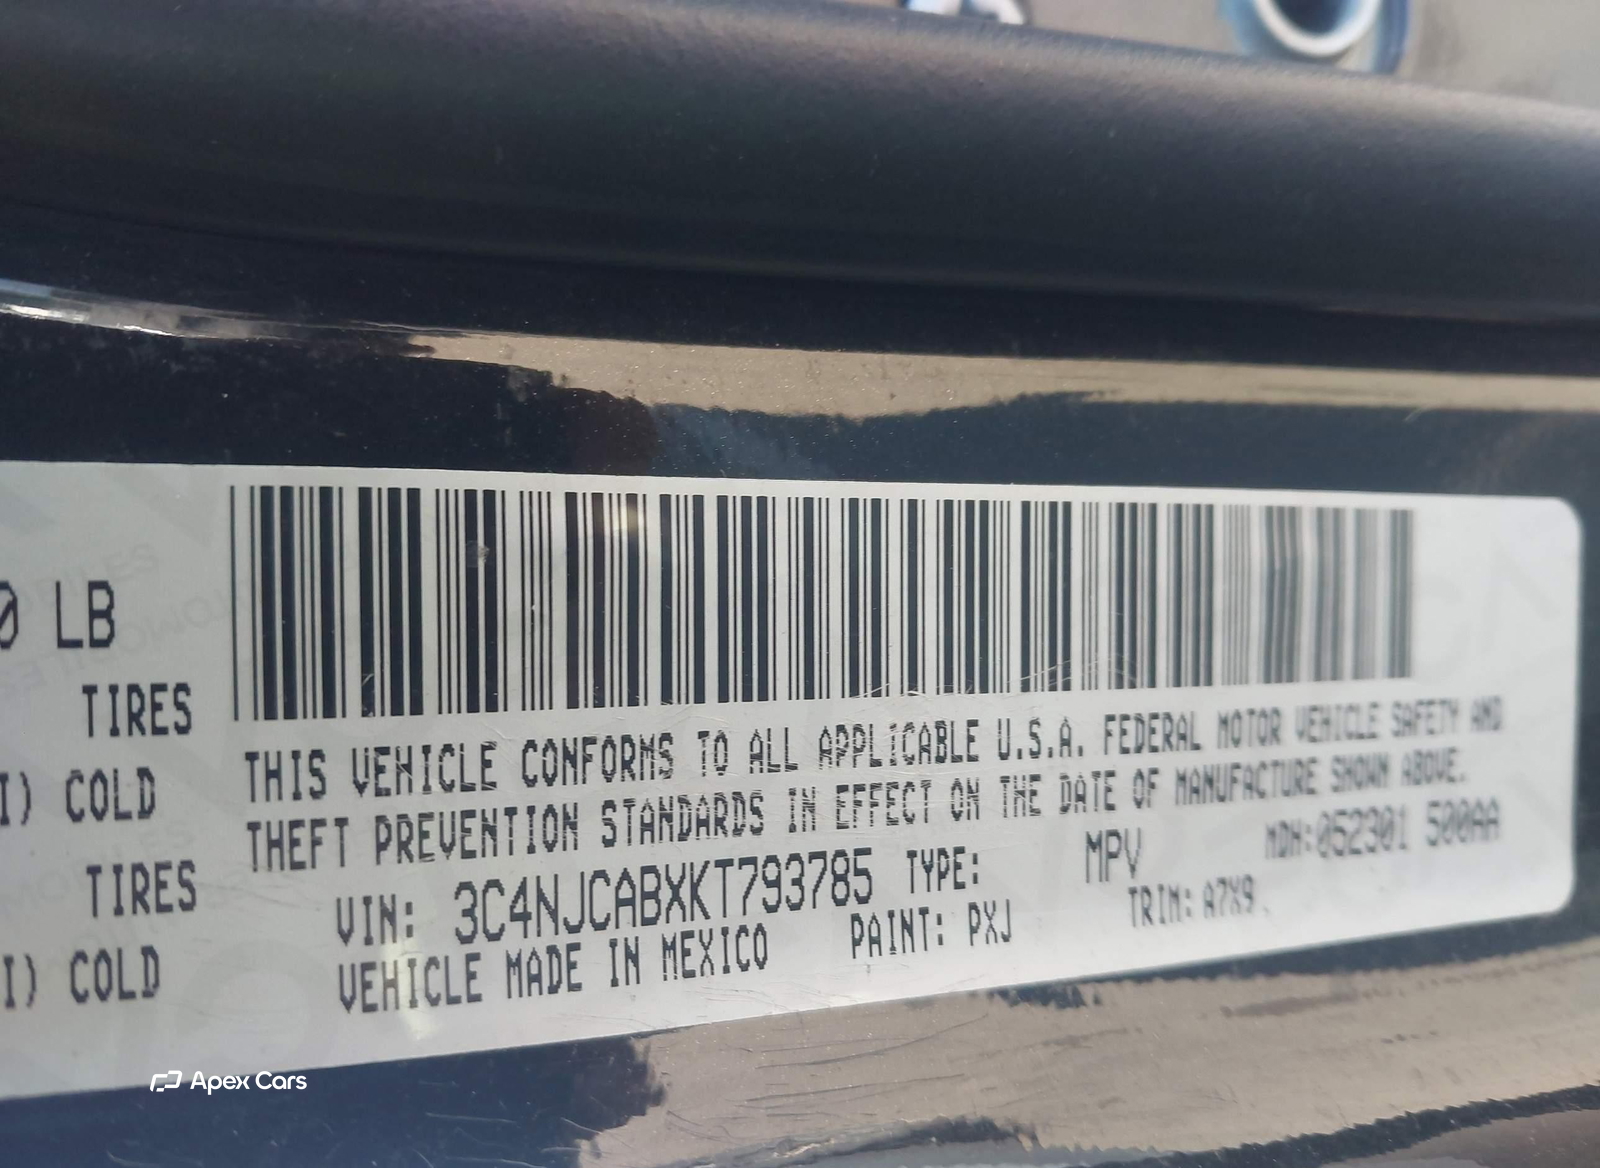 0 LB
TIRES
I) COLD
TIRES
I) COLD
THIS VEHICLE CONFORMS TO ALL APPLICABLE U.S.A. FEDERAL MOTOR VEHICLE SAFETY AND
THEFT PREVENTION STANDARDS IN EFFECT ON THE DATE OF MANUFACTURE SHOWN ABOVE.
VIN: 3C4NJCABXKT793785 TYPE: MPV MDH:052301 500AA
VEHICLE MADE IN MEXICO PAINT: PXJ TRIM: A7X9
Apex Cars